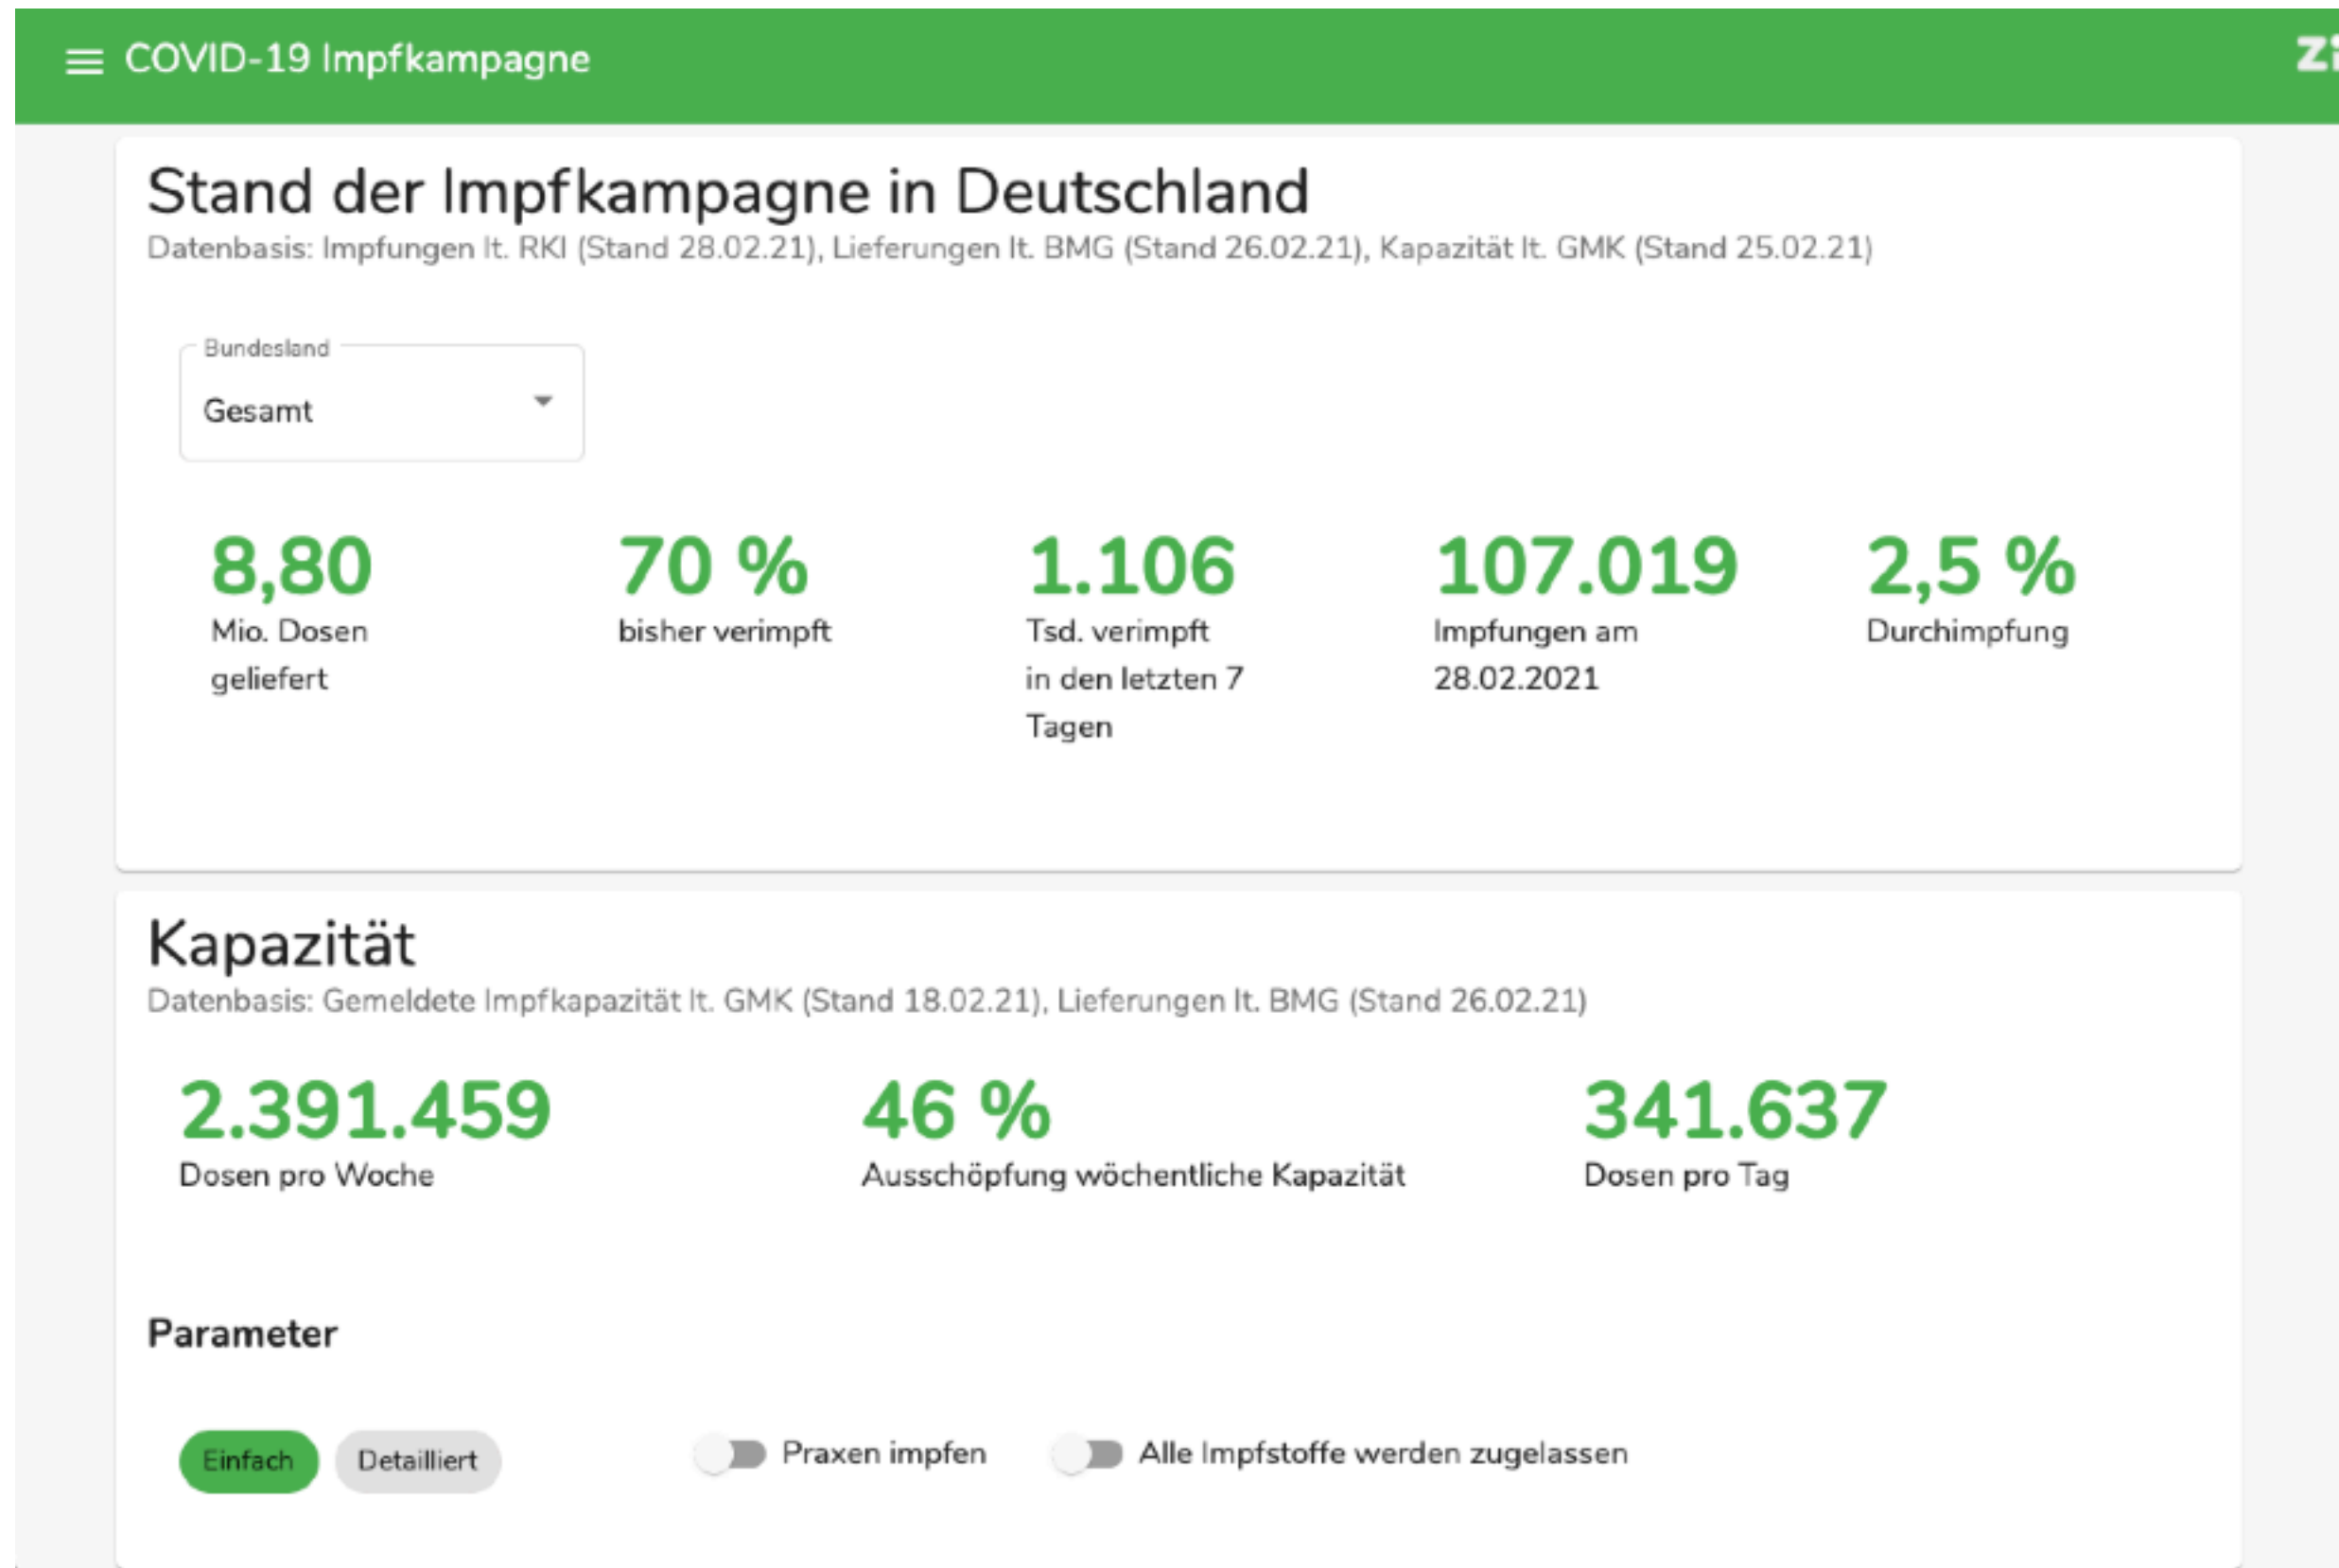 COVID-19 Impfkampagne
zi
Stand der Impfkampagne in Deutschland
Datenbasis: Impfungen lt. RKI (Stand 28.02.21), Lieferungen lt. BMG (Stand 26.02.21), Kapazität lt. GMK (Stand 25.02.21)
Bundesland
Gesamt
8,80
Mio. Dosen
geliefert
70 %
bisher verimpft
1.106
Tsd. verimpft
in den letzten 7
Tagen
107.019
Impfungen am
28.02.2021
2,5 %
Durchimpfung
Kapazität
Datenbasis: Gemeldete Impfkapazität lt. GMK (Stand 18.02.21), Lieferungen lt. BMG (Stand 26.02.21)
2.391.459
Dosen pro Woche
46 %
Ausschöpfung wöchentliche Kapazität
341.637
Dosen pro Tag
Parameter
Einfach Detailliert Praxen impfen Alle Impfstoffe werden zugelassen